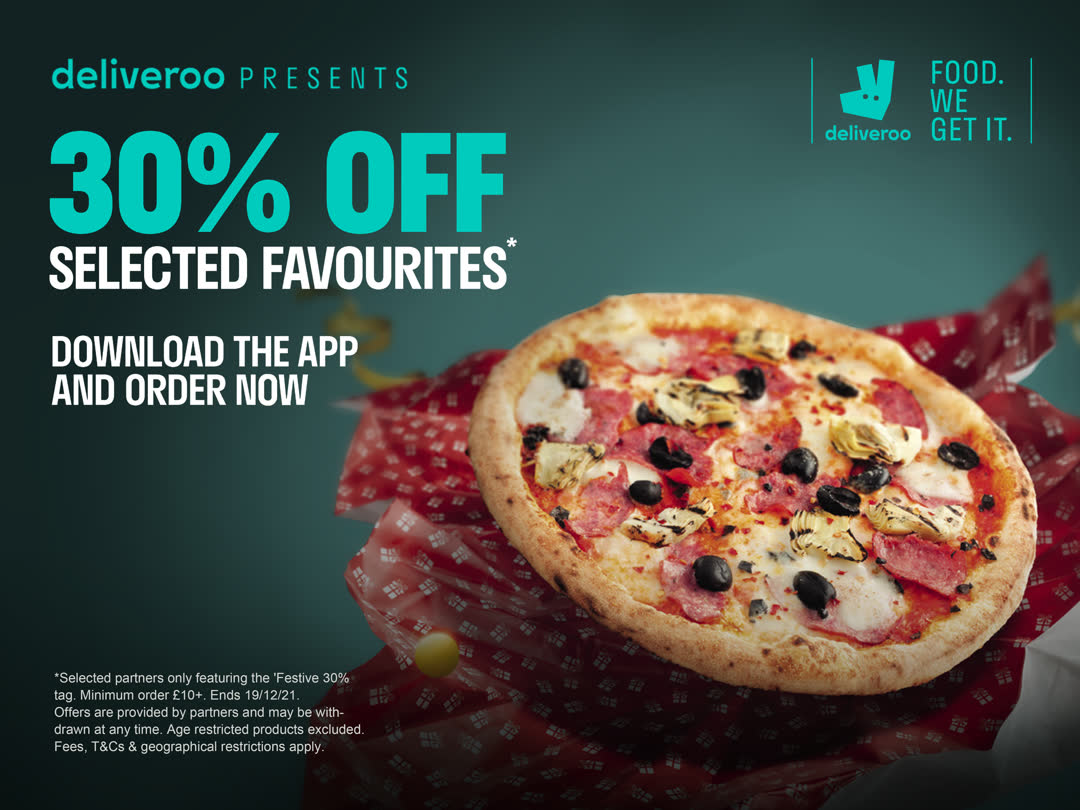 deliveroo PRESENTS
30% OFF
SELECTED FAVOURITES*
DOWNLOAD THE APP
AND ORDER NOW
deliveroo
FOOD.
WE
GET IT.
*Selected partners only featuring the 'Festive 30%
tag. Minimum order £10+. Ends 19/12/21.
Offers are provided by partners and may be with-
drawn at any time. Age restricted products excluded.
Fees, T&Cs & geographical restrictions apply.